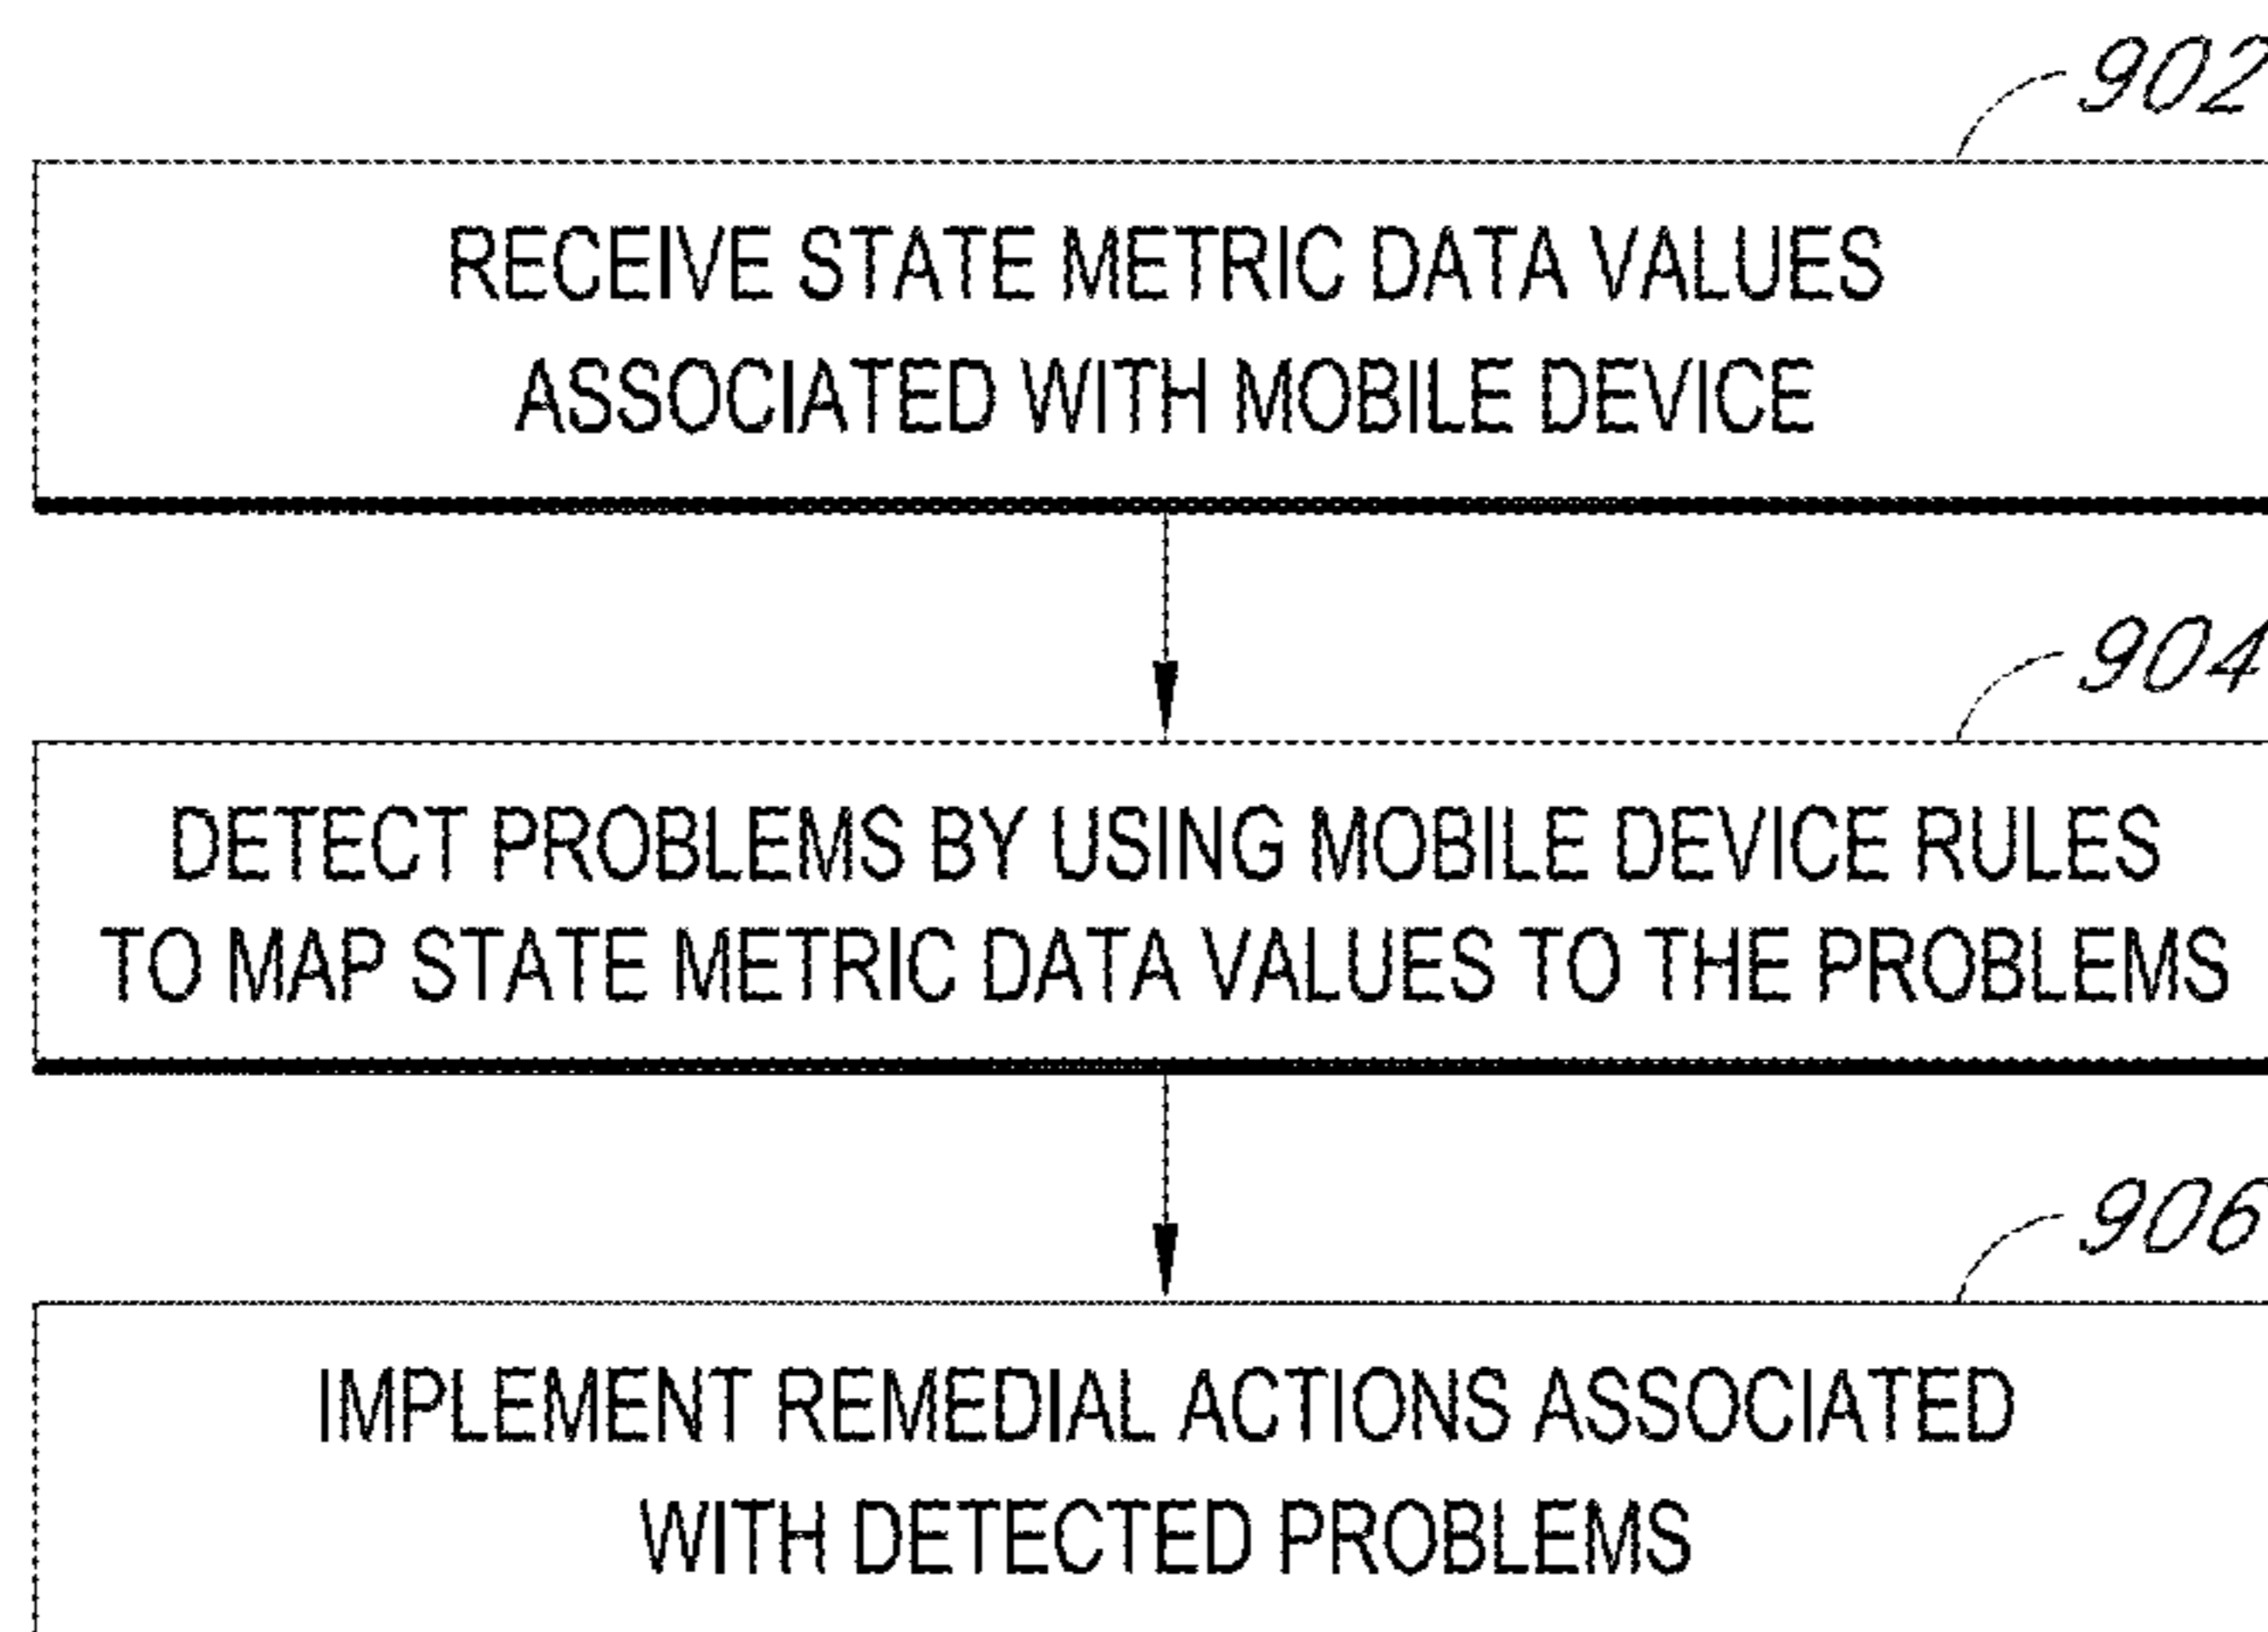 902
RECEIVE STATE METRIC DATA VALUES
ASSOCIATED WITH MOBILE DEVICE
904
DETECT PROBLEMS BY USING MOBILE DEVICE RULES
TO MAP STATE METRIC DATA VALUES TO THE PROBLEMS
906
IMPLEMENT REMEDIAL ACTIONS ASSOCIATED
WITH DETECTED PROBLEMS